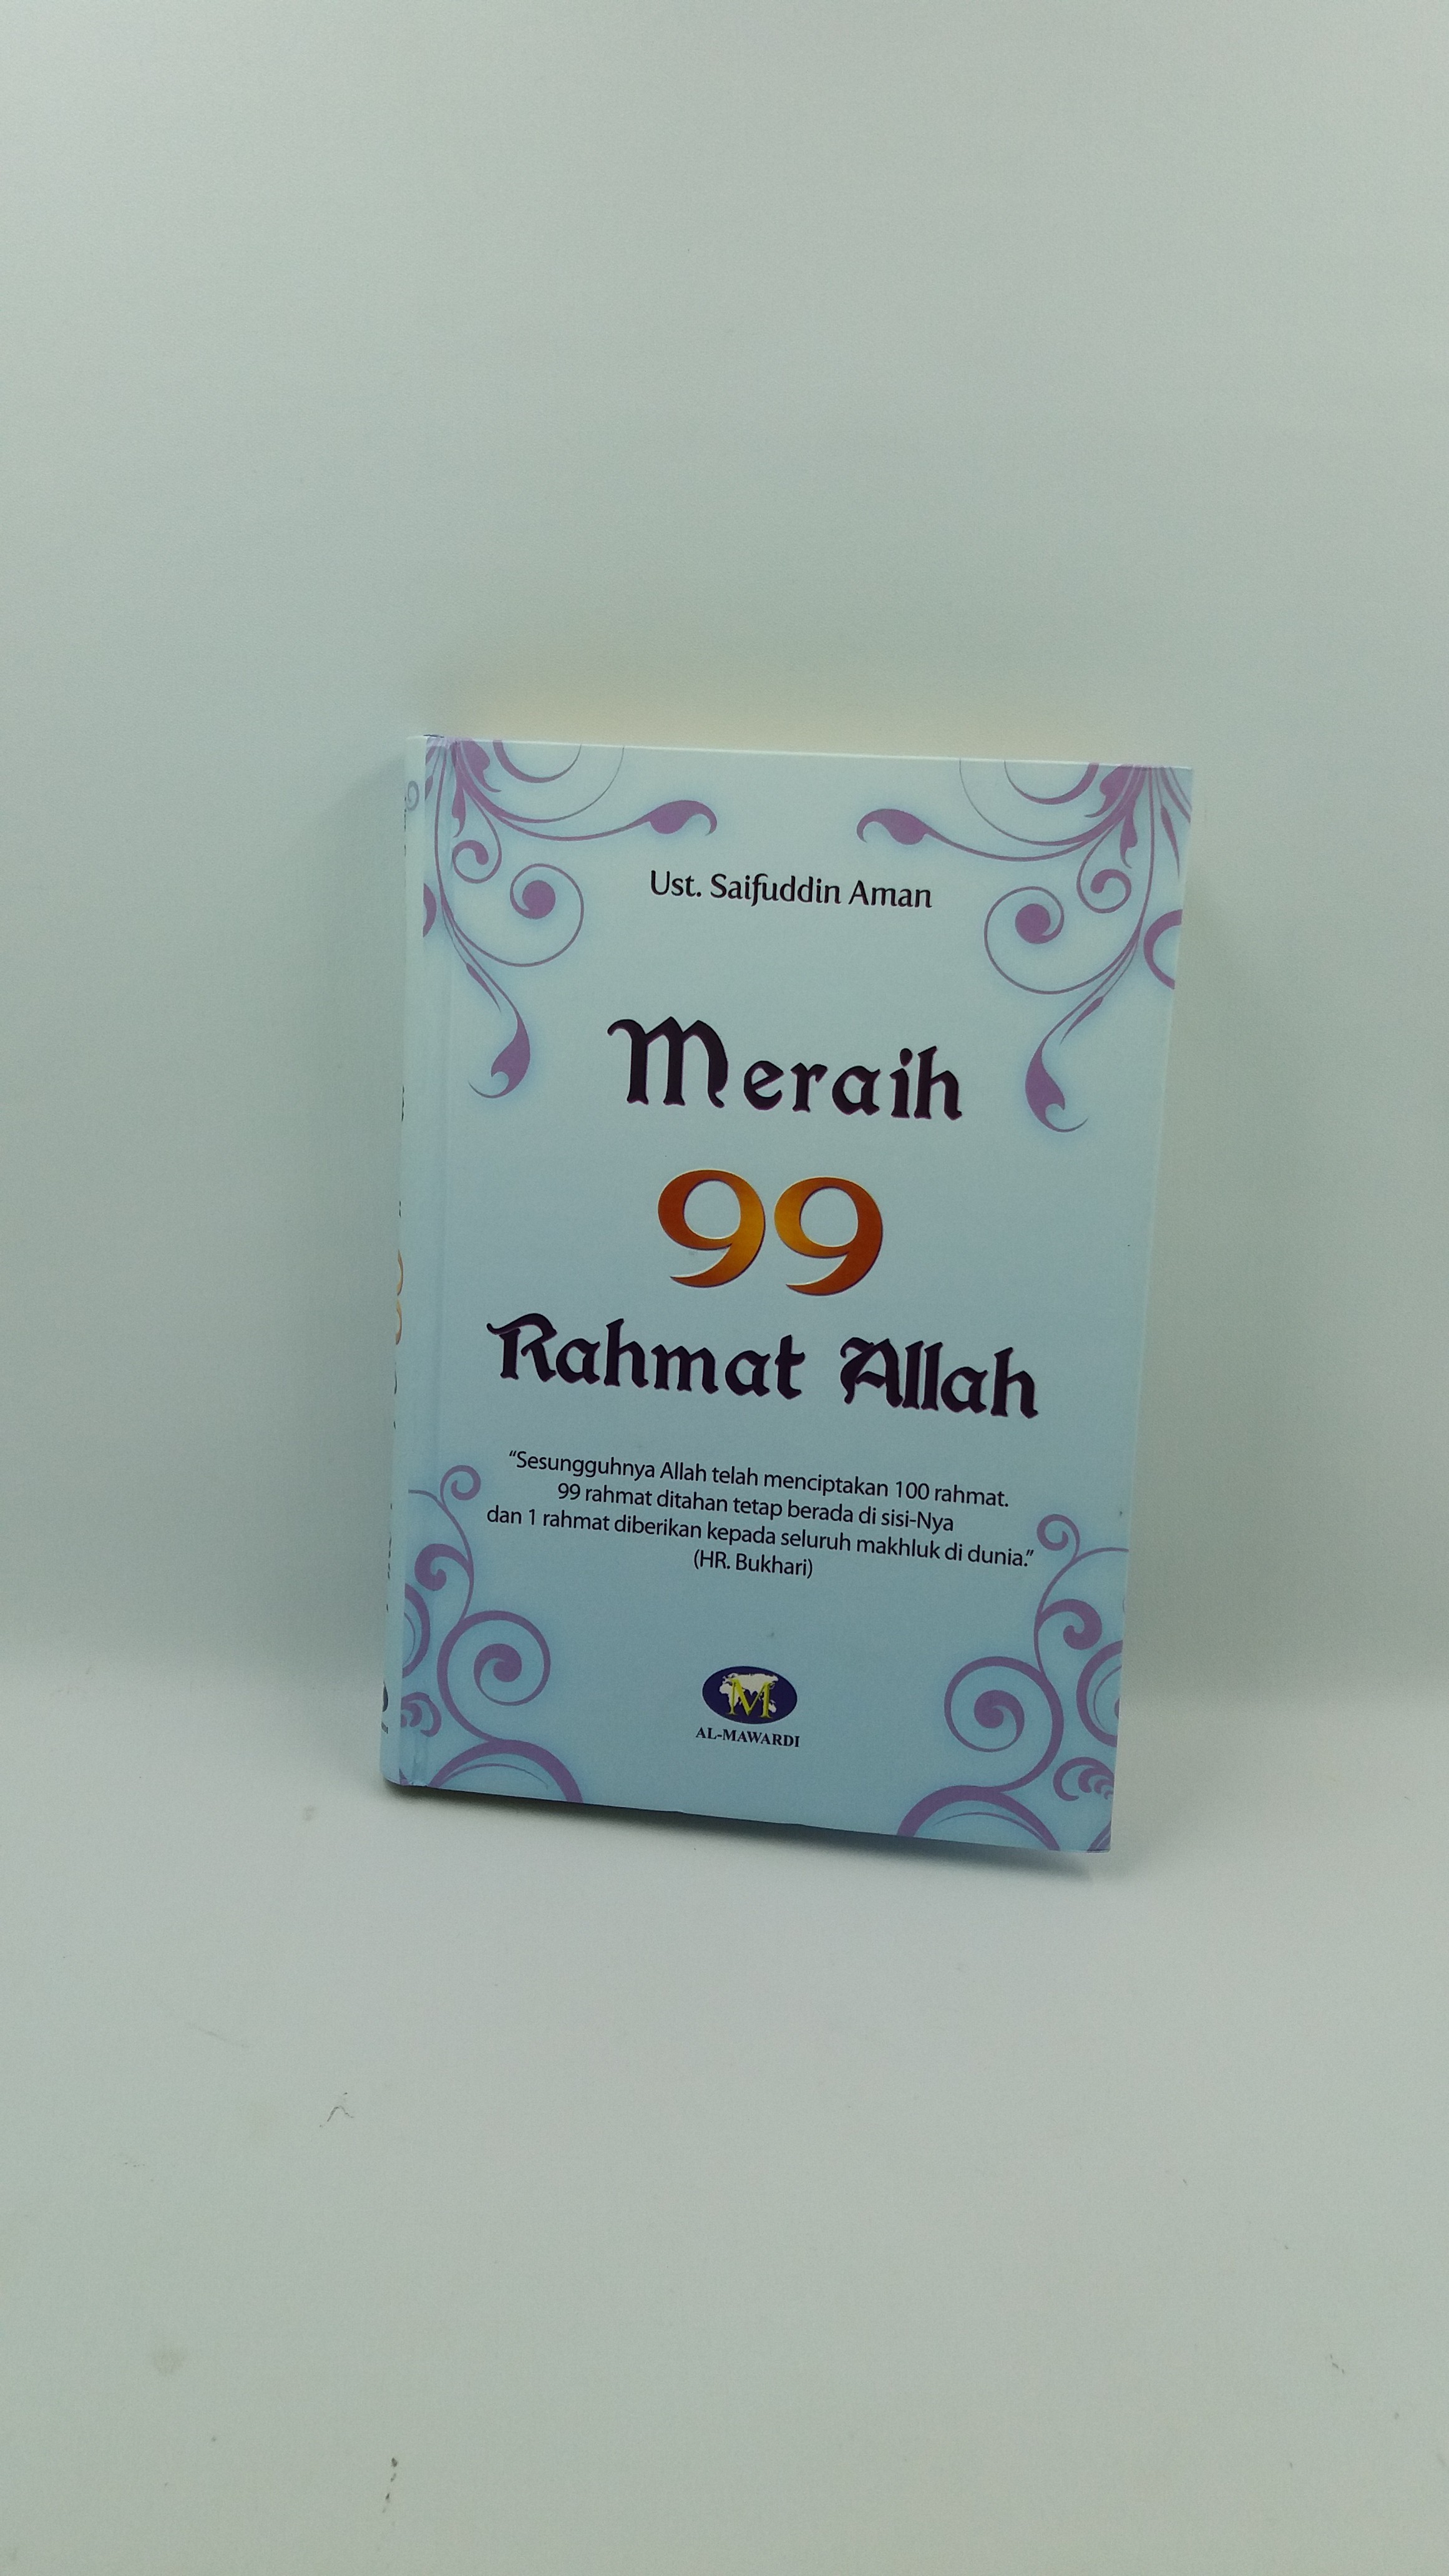 Ust. Saifuddin Aman
Meraih
99
Rahmat Allah
“Sesungguhnya Allah telah menciptakan 100 rahmat.
99 rahmat ditahan tetap berada di sisi-Nya
dan 1 rahmat diberikan kepada seluruh makhluk di dunia.”
(HR. Bukhari)
M
AL-MAWARDI